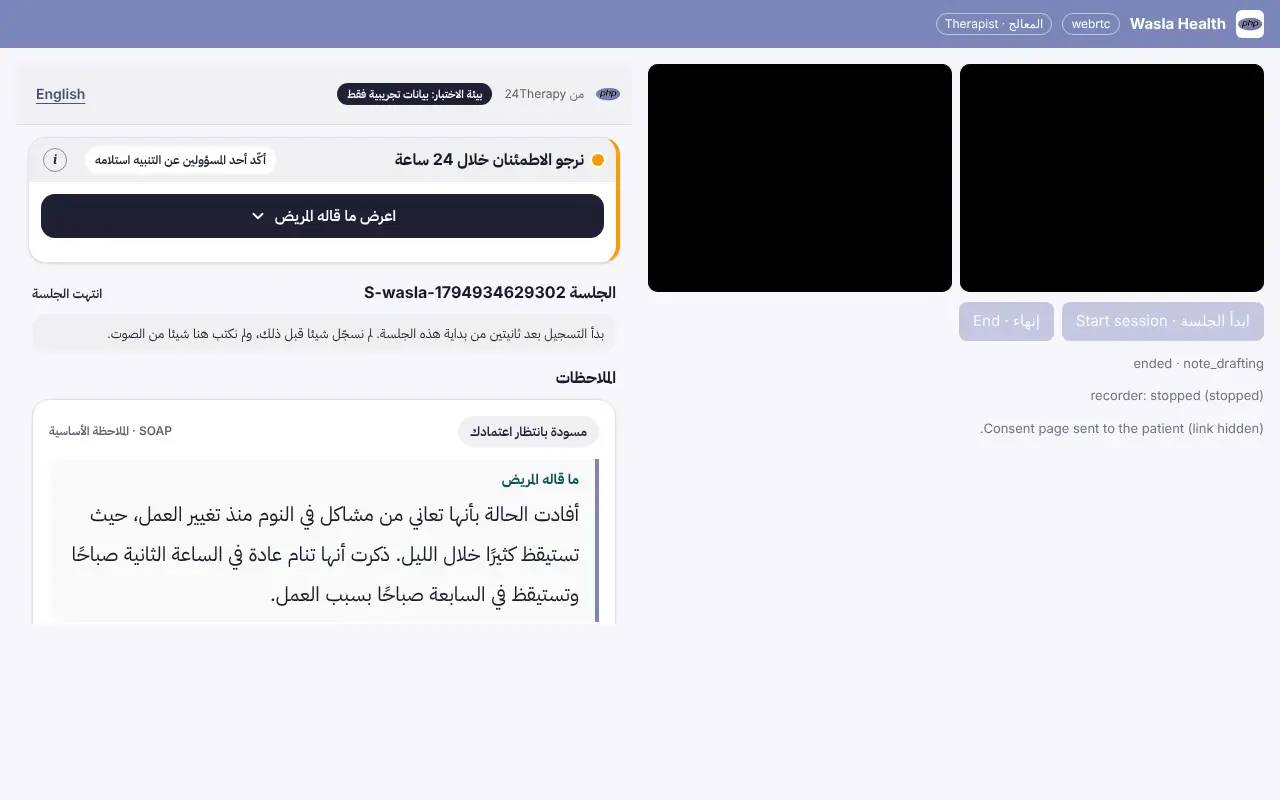 php
Wasla Health
webrtc
Therapist · المعالج
php
من 24Therapy
بيئة الاختبار: بيانات تجريبية فقط
English
نرجو الاطمئنان خلال 24 ساعة
أكّد أحد المسؤولين عن التنبيه استلامه
i
اعرض ما قاله المريض
الجلسة S-wasla-1794934629302
انتهت الجلسة
بدأ التسجيل بعد ثانيتين من بداية هذه الجلسة. لم نسجّل شيئا قبل ذلك، ولم نكتب هنا شيئا من الصوت.
الملاحظات
مسودة بانتظار اعتمادك
SOAP · الملاحظة الأساسية
ما قاله المريض
أفادت الحالة بأنها تعاني من مشاكل في النوم منذ تغيير العمل، حيث
تستيقظ كثيرًا خلال الليل. ذكرت أنها تنام عادة في الساعة الثانية صباحًا
وتستيقظ في السابعة صباحًا بسبب العمل.
ابدأ الجلسة · Start session
إنهاء · End
ended · note_drafting
recorder: stopped (stopped)
Consent page sent to the patient (link hidden).